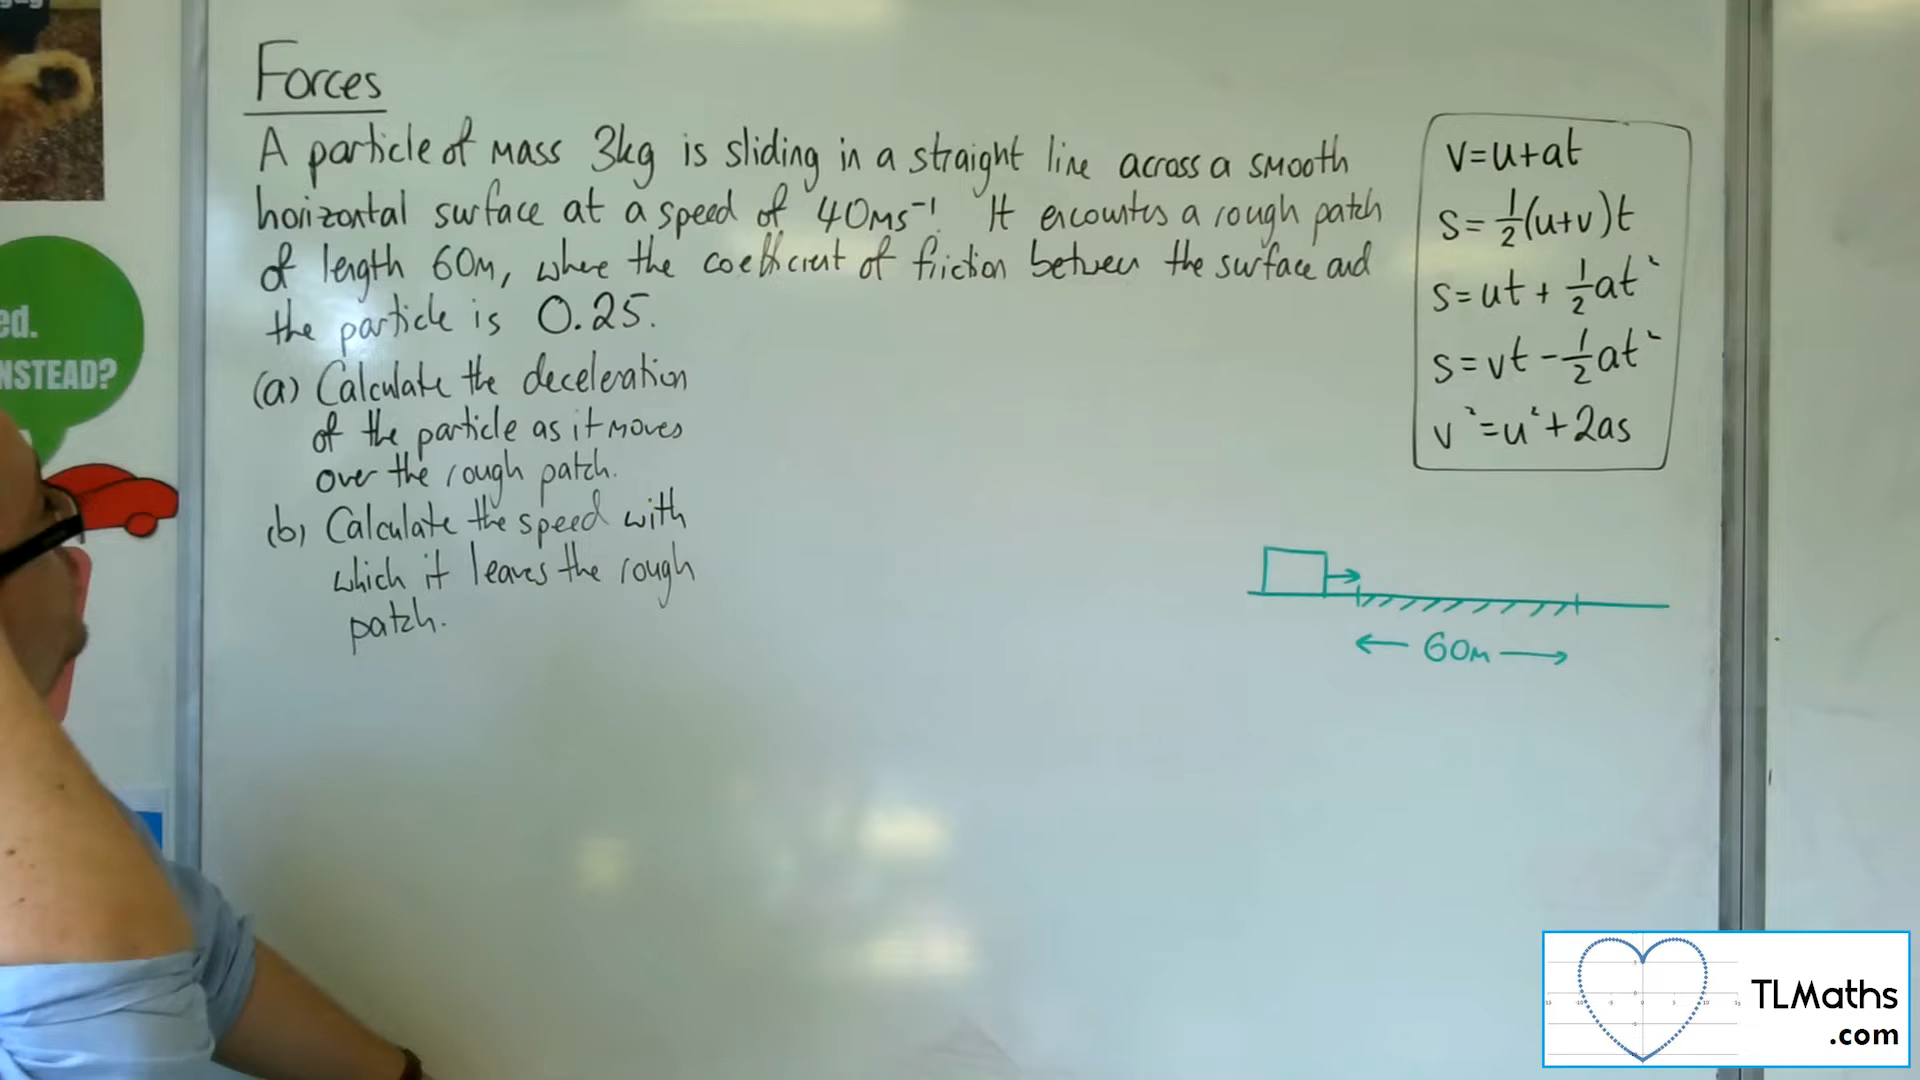 Forces
A particle of mass 3kg is sliding in a straight line across a smooth
horizontal surface at a speed of 40ms⁻¹. It encounters a rough patch
of length 60m, where the coefficient of friction between the surface and
the particle is 0.25.
(a) Calculate the deceleration
of the particle as it moves
over the rough patch.
(b) Calculate the speed with
which it leaves the rough
patch.
v=u+at
s=½(u+v)t
s=ut+½at²
s=vt-½at²
v²=u²+2as
60m
ed.
INSTEAD?
TLMaths
.com